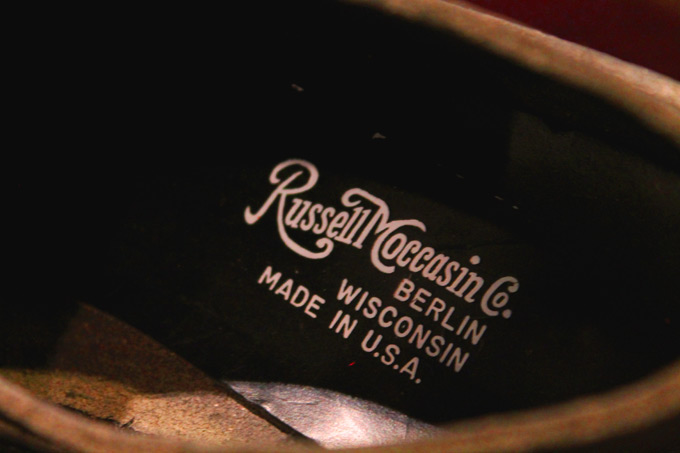 Russell Moccasin Co.
BERLIN
WISCONSIN
MADE IN U.S.A.